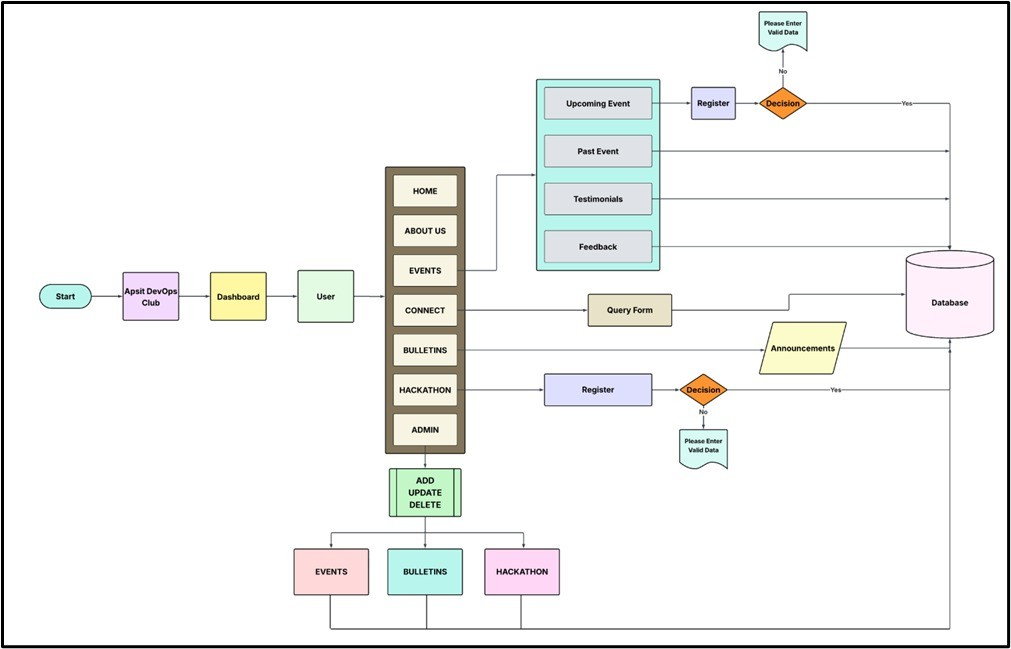 Please Enter
Valid Data
No
Upcoming Event
Register
Decision
Yes
Past Event
Testimonials
Feedback
HOME
ABOUT US
EVENTS
CONNECT
BULLETINS
HACKATHON
ADMIN
Start
Apsit DevOps
Club
Dashboard
User
Query Form
Database
Announcements
Register
Decision
Yes
No
Please Enter
Valid Data
ADD
UPDATE
DELETE
EVENTS
BULLETINS
HACKATHON